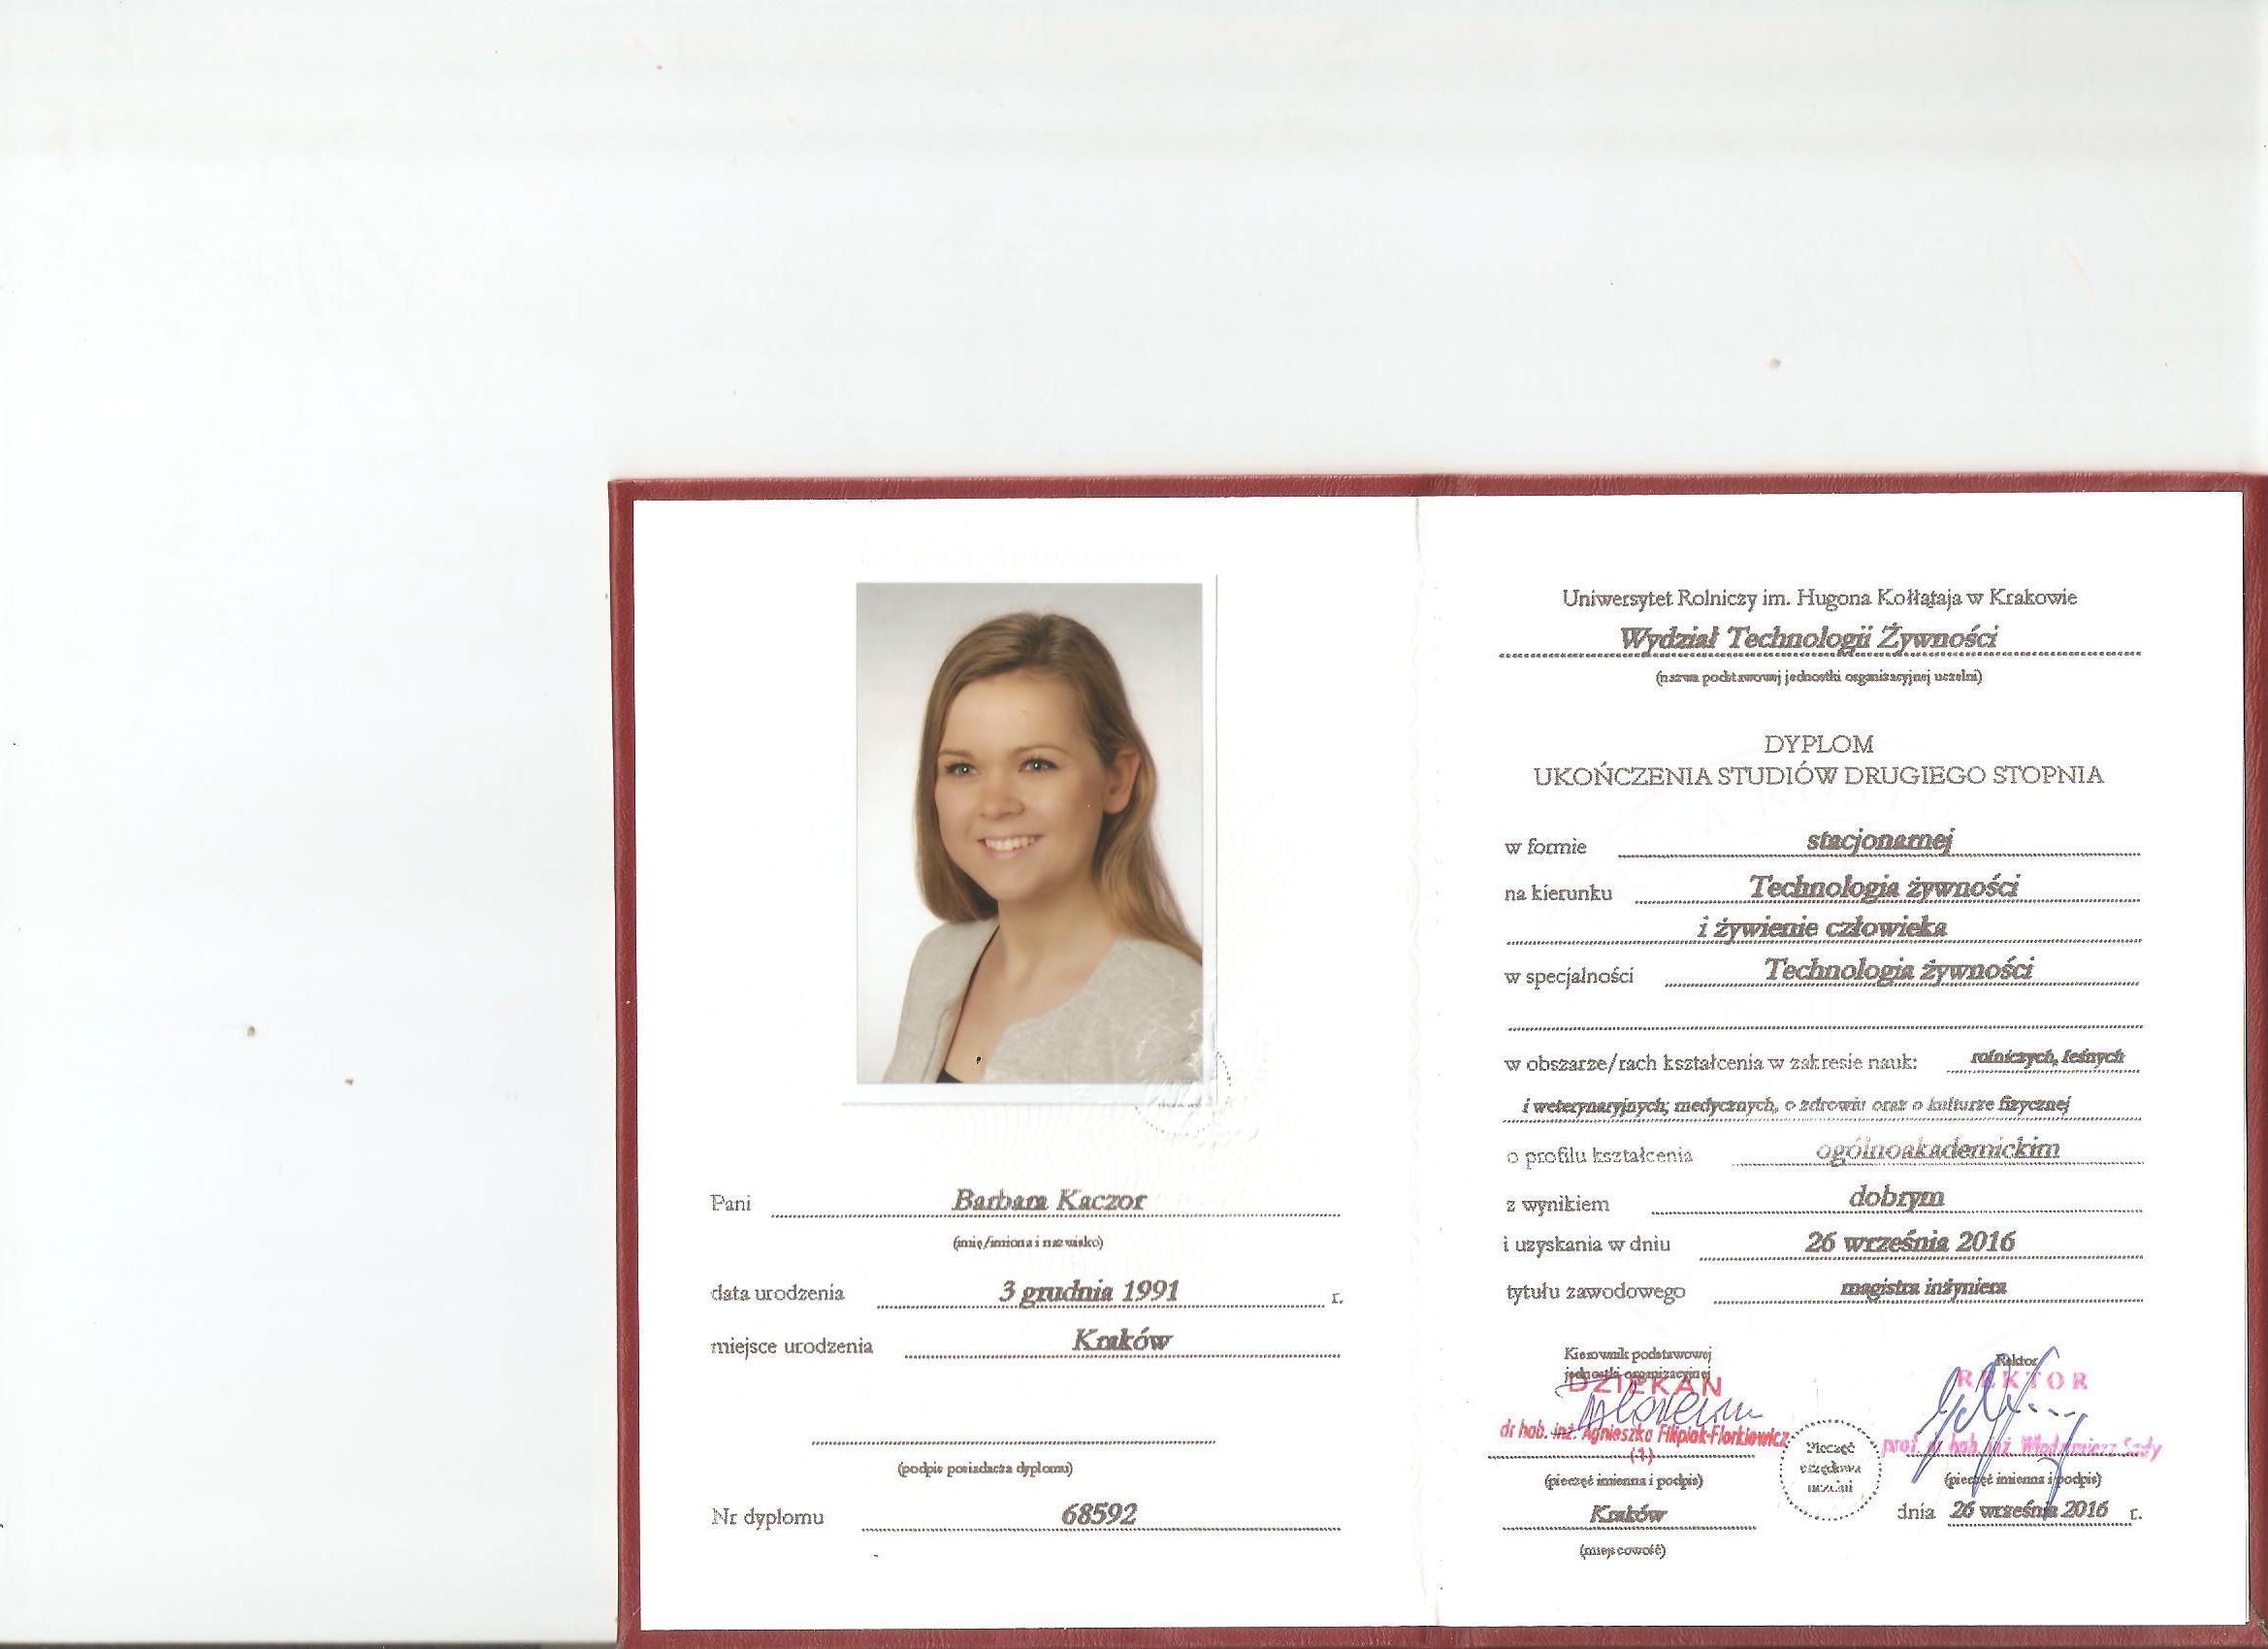 Pani Barbara Kaczor
(imię/imiona i nazwisko)
data urodzenia 3 grudnia 1991 r.
miejsce urodzenia Kraków
(podpis posiadacza dyplomu)
Nr dyplomu 68592
Uniwersytet Rolniczy im. Hugona Kołłątaja w Krakowie
Wydział Technologii Żywności
(nazwa podstawowej jednostki organizacyjnej uczelni)
DYPLOM
UKOŃCZENIA STUDIÓW DRUGIEGO STOPNIA
w formie stacjonarnej
na kierunku Technologia żywności
i żywienie człowieka
w specjalności Technologia żywności
w obszarze/rach kształcenia w zakresie nauk: rolniczych, leśnych
i weterynaryjnych; medycznych, o zdrowiu oraz o kulturze fizycznej
o profilu kształcenia ogólnoakademickim
z wynikiem dobrym
i uzyskania w dniu 26 września 2016
tytułu zawodowego magistra inżyniera
Kierownik podstawowej
jednostki organizacyjnej
DZIEKAN
dr hab. inż. Agnieszka Filipiak-Florkiewicz
(1)
(pieczęć imienna i podpis)
Kraków
(miejscowość)
Pieczęć
urzędowa
uczelni
Rektor
REKTOR
prof. dr hab. inż. Włodzimierz Sady
(pieczęć imienna i podpis)
dnia 26 września 2016 r.